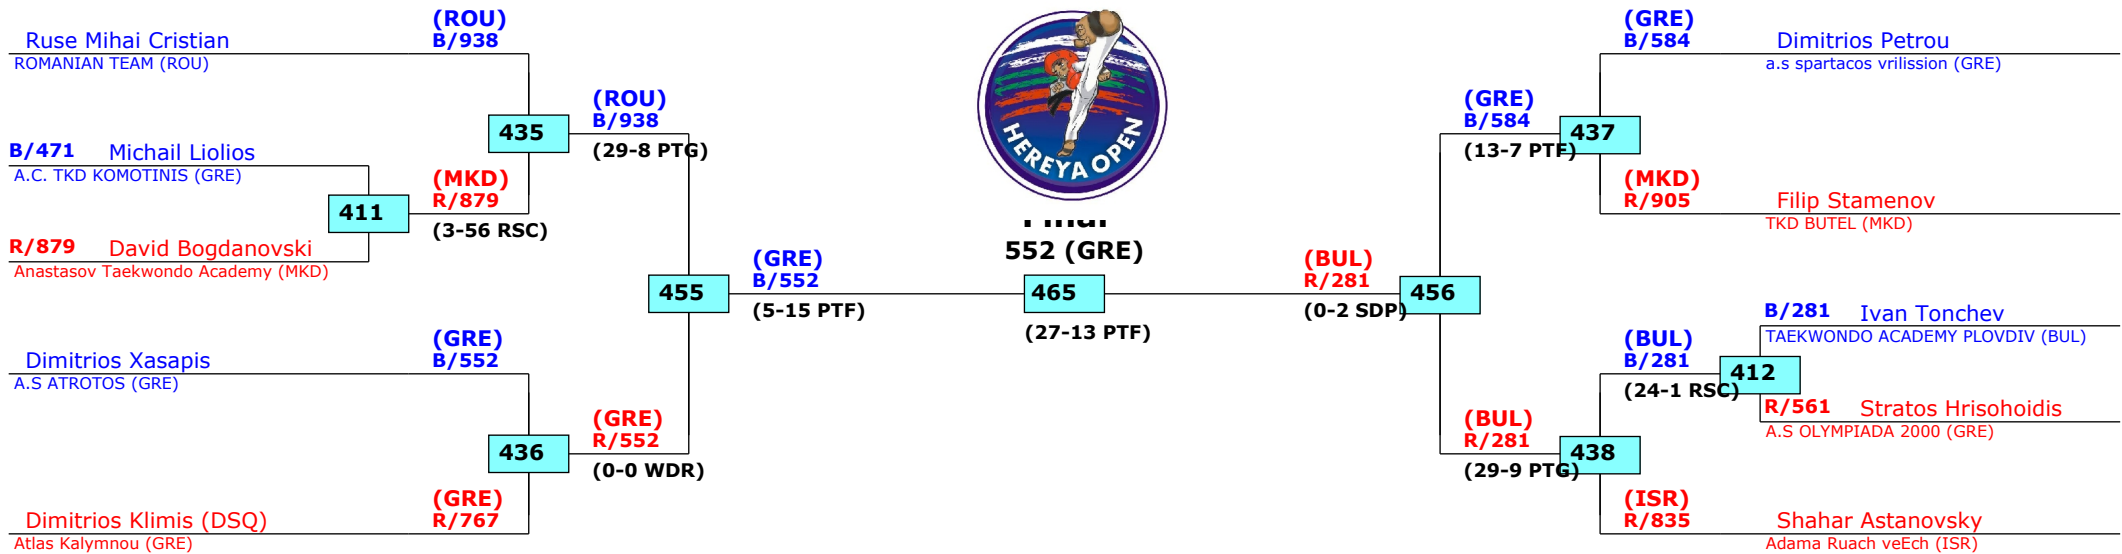 (ROU)
B/938
Ruse Mihai Cristian
ROMANIAN TEAM (ROU)
B/471 Michail Liolios
A.C. TKD KOMOTINIS (GRE)
R/879 David Bogdanovski
Anastasov Taekwondo Academy (MKD)
411
(MKD)
R/879
(3-56 RSC)
435
(ROU)
B/938
(29-8 PTG)
Dimitrios Xasapis
A.S ATROTOS (GRE)
(GRE)
B/552
Dimitrios Klimis (DSQ)
Atlas Kalymnou (GRE)
(GRE)
R/767
436
(GRE)
R/552
(0-0 WDR)
455
(GRE)
B/552
(5-15 PTF)
HEREYA OPEN
Final
552 (GRE)
465
(27-13 PTF)
(BUL)
R/281
(0-2 SDP)
456
(GRE)
B/584
(13-7 PTF)
437
(GRE)
B/584
Dimitrios Petrou
a.s spartacos vrilission (GRE)
(MKD)
R/905
Filip Stamenov
TKD BUTEL (MKD)
(BUL)
R/281
(29-9 PTG)
438
(BUL)
B/281
(24-1 RSC)
412
B/281 Ivan Tonchev
TAEKWONDO ACADEMY PLOVDIV (BUL)
R/561 Stratos Hrisohoidis
A.S OLYMPIADA 2000 (GRE)
(ISR)
R/835
Shahar Astanovsky
Adama Ruach veEch (ISR)